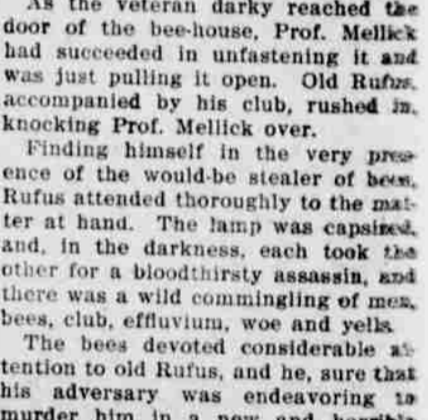 As the veteran darky reached the
door of the bee-house, Prof. Mellick
had succeeded in unfastening it and
was just pulling it open. Old Rufus,
accompanied by his club, rushed in,
knocking Prof. Mellick over.
Finding himself in the very pres-
ence of the would-be stealer of bees,
Rufus attended thoroughly to the mat-
ter at hand. The lamp was capsized,
and, in the darkness, each took the
other for a bloodthirsty assassin, and
there was a wild commingling of men,
bees, club, effluvium, woe and yells.
The bees devoted considerable at-
tention to old Rufus, and he, sure that
his adversary was endeavoring to
murder him in a new and horrible